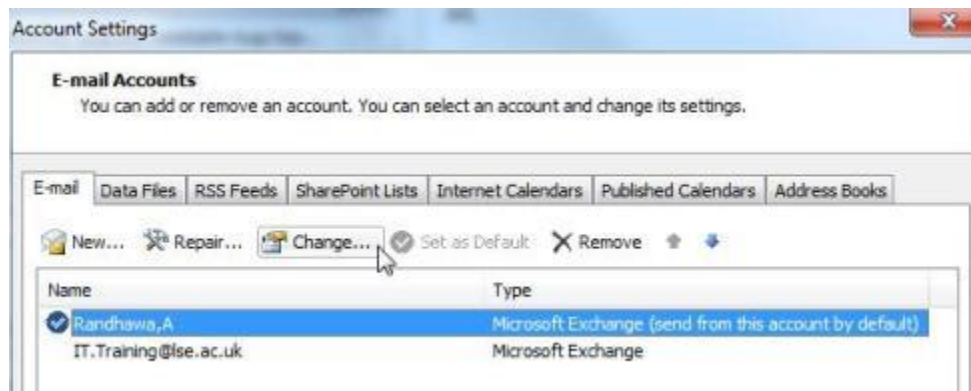 Account Settings
E-mail Accounts
You can add or remove an account. You can select an account and change its settings.
E-mail Data Files RSS Feeds SharePoint Lists Internet Calendars Published Calendars Address Books
New... Repair... Change... Set as Default Remove
Name Type
Randhawa,A Microsoft Exchange (send from this account by default)
IT.Training@lse.ac.uk Microsoft Exchange